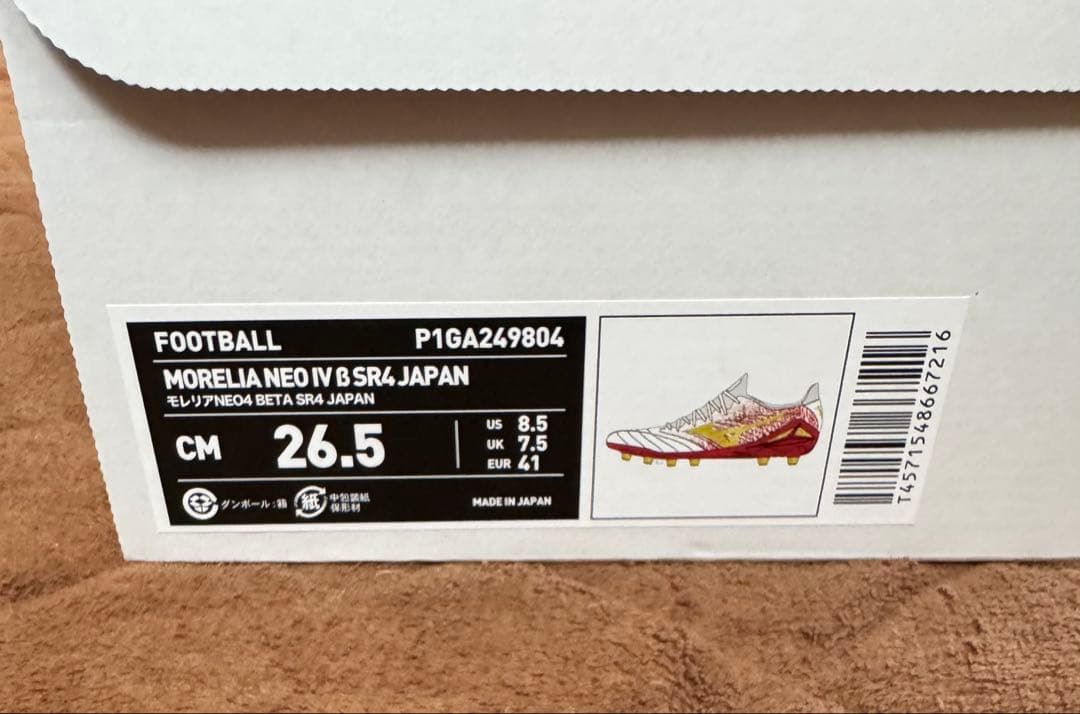 FOOTBALL P1GA249804
MORELIA NEO IV β SR4 JAPAN
モレリアNEO4 BETA SR4 JAPAN
CM 26.5
US 8.5
UK 7.5
EUR 41
ダンボール:箱
紙
中包装紙
保形材
MADE IN JAPAN
T4571548667216